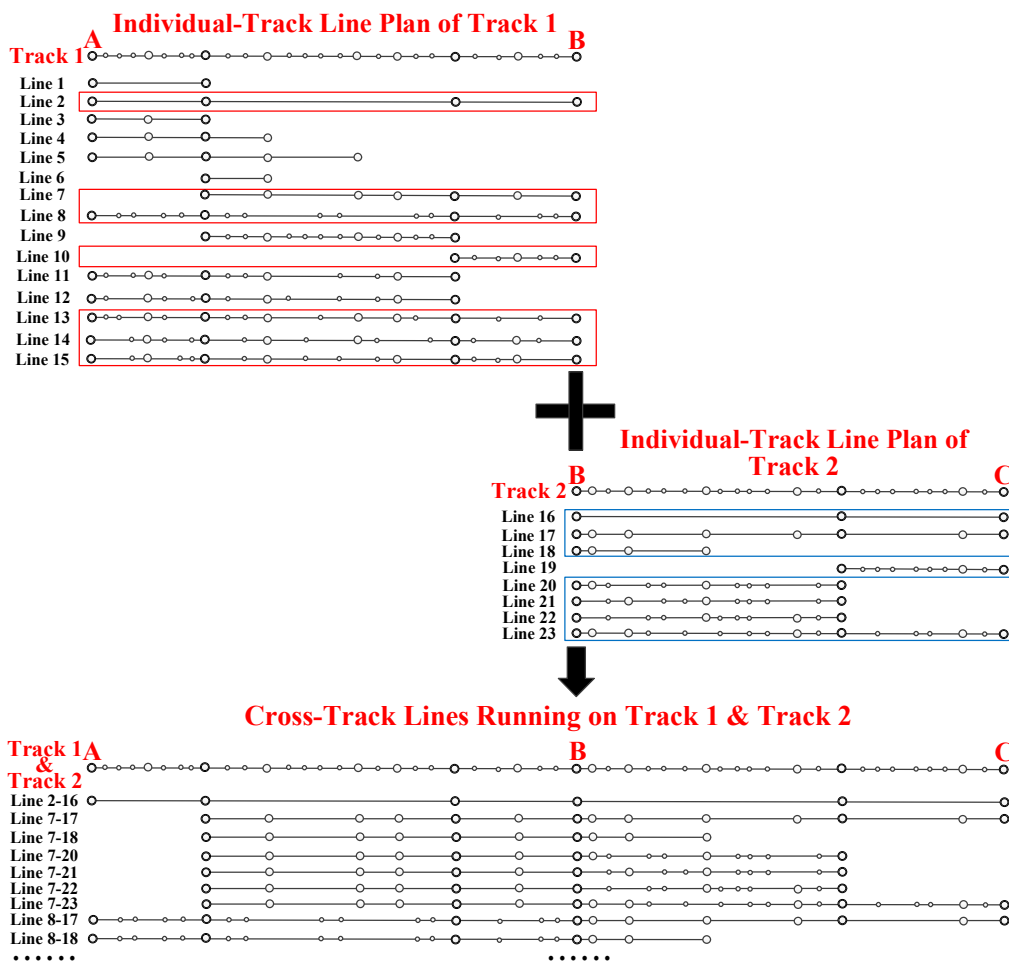 Individual-Track Line Plan of Track 1
A
B
Track 1
Line 1
Line 2
Line 3
Line 4
Line 5
Line 6
Line 7
Line 8
Line 9
Line 10
Line 11
Line 12
Line 13
Line 14
Line 15
Individual-Track Line Plan of
Track 2
B
C
Track 2
Line 16
Line 17
Line 18
Line 19
Line 20
Line 21
Line 22
Line 23
Cross-Track Lines Running on Track 1 & Track 2
Track 1
&
Track 2
A
B
C
Line 2-16
Line 7-17
Line 7-18
Line 7-20
Line 7-21
Line 7-22
Line 7-23
Line 8-17
Line 8-18
...... ......